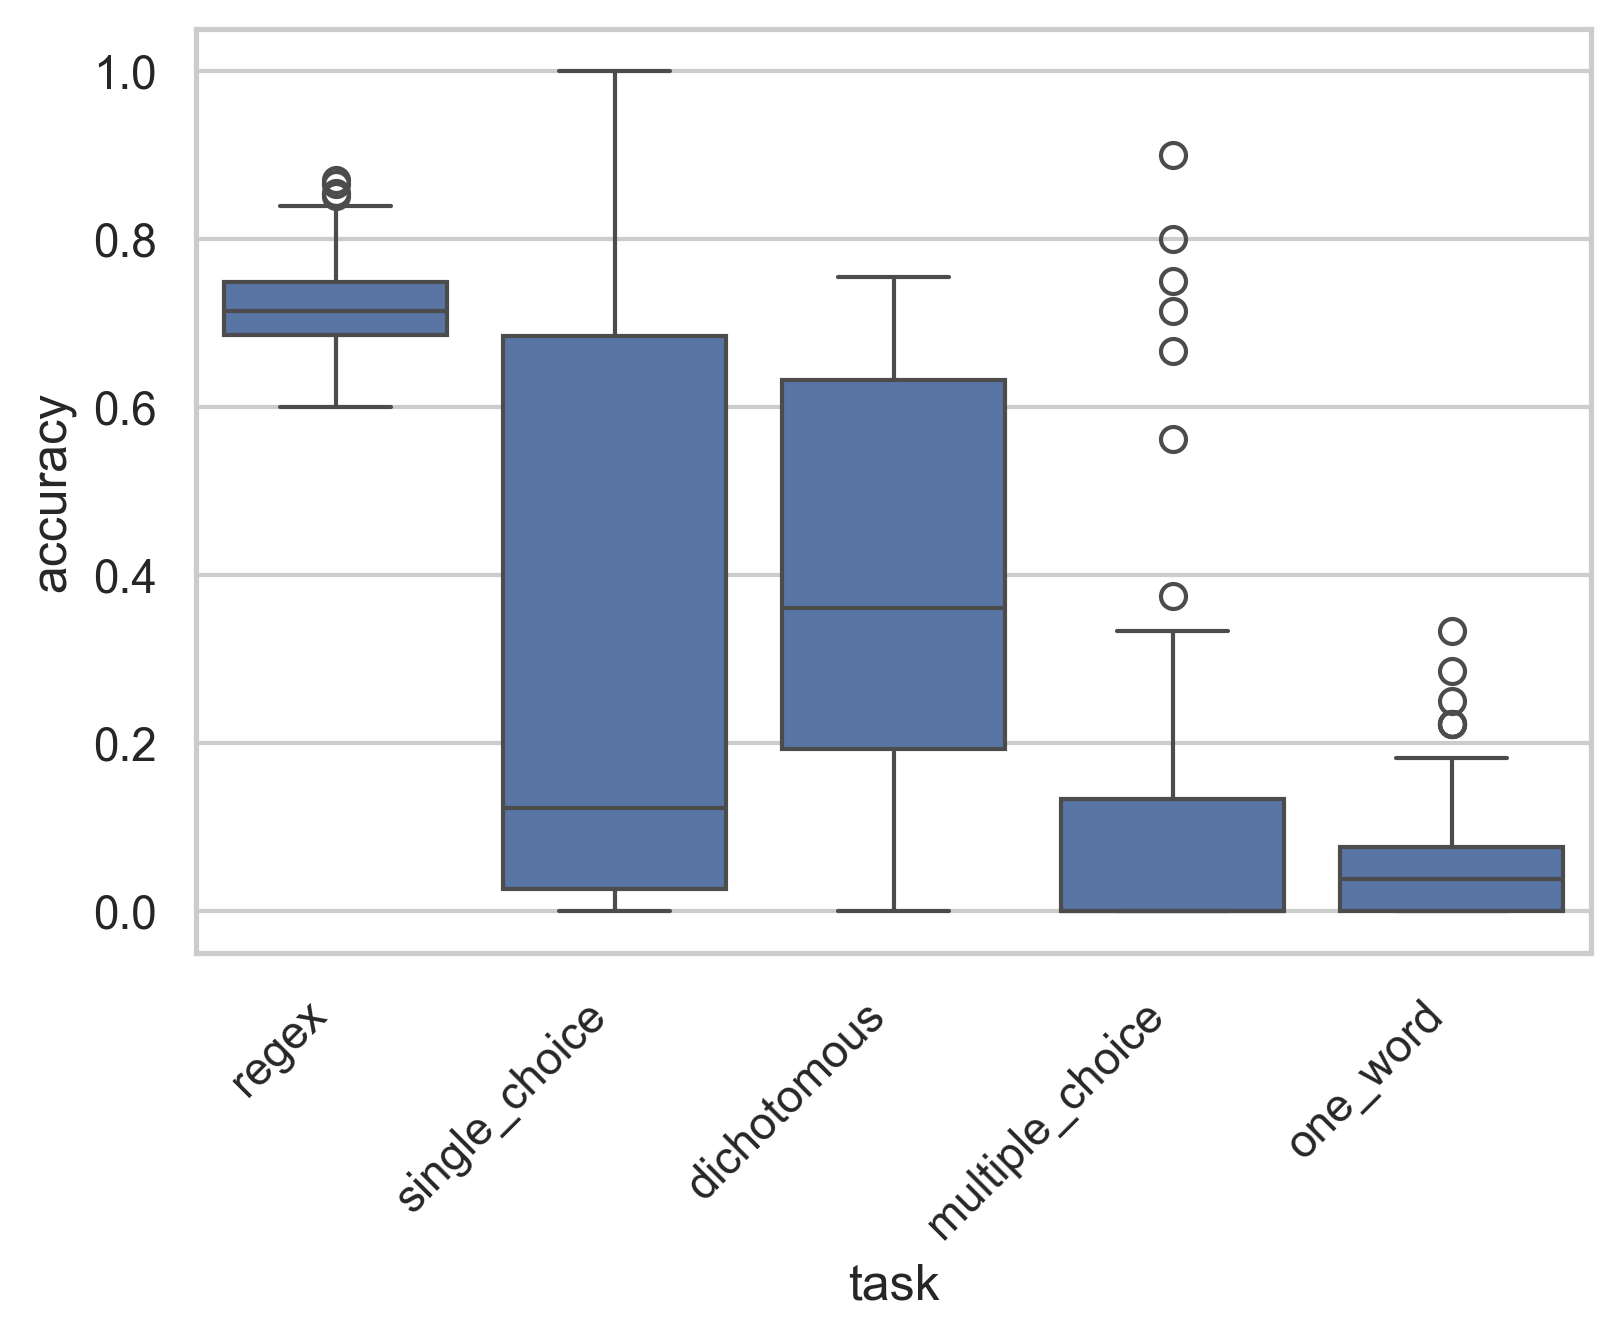 1.0
0.8
0.6
0.4
0.2
0.0
accuracy
regex
single_choice
dichotomous
multiple_choice
one_word
task